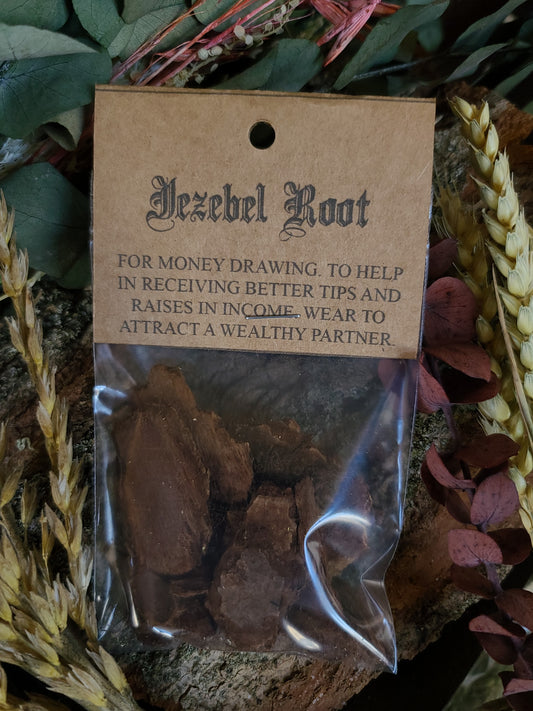 Jezebel Root
FOR MONEY DRAWING. TO HELP
IN RECEIVING BETTER TIPS AND
RAISES IN INCOME. WEAR TO
ATTRACT A WEALTHY PARTNER.